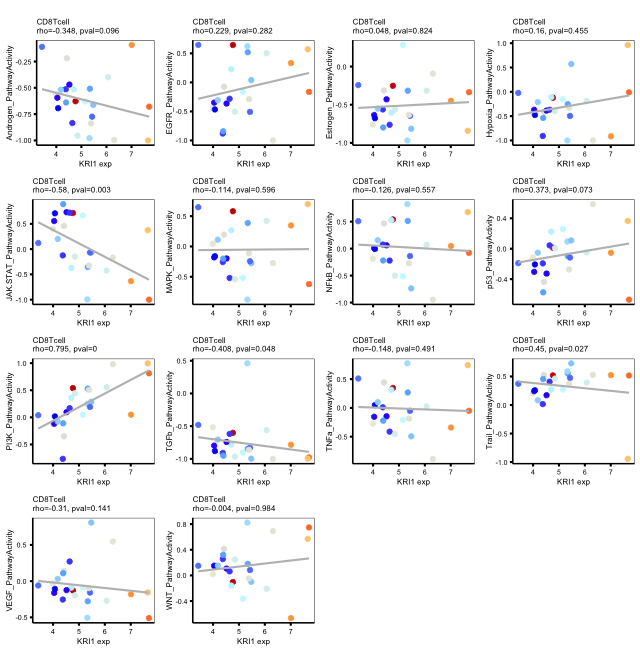 CD8Tcell
rho=-0.348, pval=0.096
CD8Tcell
rho=0.229, pval=0.282
CD8Tcell
rho=0.048, pval=0.824
CD8Tcell
rho=0.16, pval=0.455
Androgen_PathwayActivity
-0.25
-0.50
-0.75
-1.00
4 5 6 7
KRI1 exp
EGFR_PathwayActivity
0.5
0.0
-0.5
-1.0
4 5 6 7
KRI1 exp
Estrogen_PathwayActivity
0.0
-0.5
-1.0
4 5 6 7
KRI1 exp
Hypoxia_PathwayActivity
1.0
0.5
0.0
-0.5
-1.0
4 5 6 7
KRI1 exp
CD8Tcell
rho=-0.58, pval=0.003
CD8Tcell
rho=-0.114, pval=0.596
CD8Tcell
rho=-0.126, pval=0.557
CD8Tcell
rho=0.373, pval=0.073
JAK.STAT_PathwayActivity
0.5
0.0
-0.5
-1.0
4 5 6 7
KRI1 exp
MAPK_PathwayActivity
0.5
0.0
-0.5
4 5 6 7
KRI1 exp
NFkB_PathwayActivity
0.5
0.0
-0.5
-1.0
4 5 6 7
KRI1 exp
p53_PathwayActivity
0.4
0.0
-0.4
4 5 6 7
KRI1 exp
CD8Tcell
rho=0.795, pval=0
CD8Tcell
rho=-0.408, pval=0.048
CD8Tcell
rho=-0.148, pval=0.491
CD8Tcell
rho=0.45, pval=0.027
PI3K_PathwayActivity
1.0
0.5
0.0
-0.5
4 5 6 7
KRI1 exp
TGFb_PathwayActivity
0.5
0.0
-0.5
-1.0
4 5 6 7
KRI1 exp
TNFa_PathwayActivity
0.5
0.0
-0.5
4 5 6 7
KRI1 exp
Trail_PathwayActivity
0.5
0.0
-0.5
-1.0
4 5 6 7
KRI1 exp
CD8Tcell
rho=-0.31, pval=0.141
CD8Tcell
rho=-0.004, pval=0.984
VEGF_PathwayActivity
0.5
0.0
-0.5
4 5 6 7
KRI1 exp
WNT_PathwayActivity
0.8
0.4
0.0
-0.4
4 5 6 7
KRI1 exp